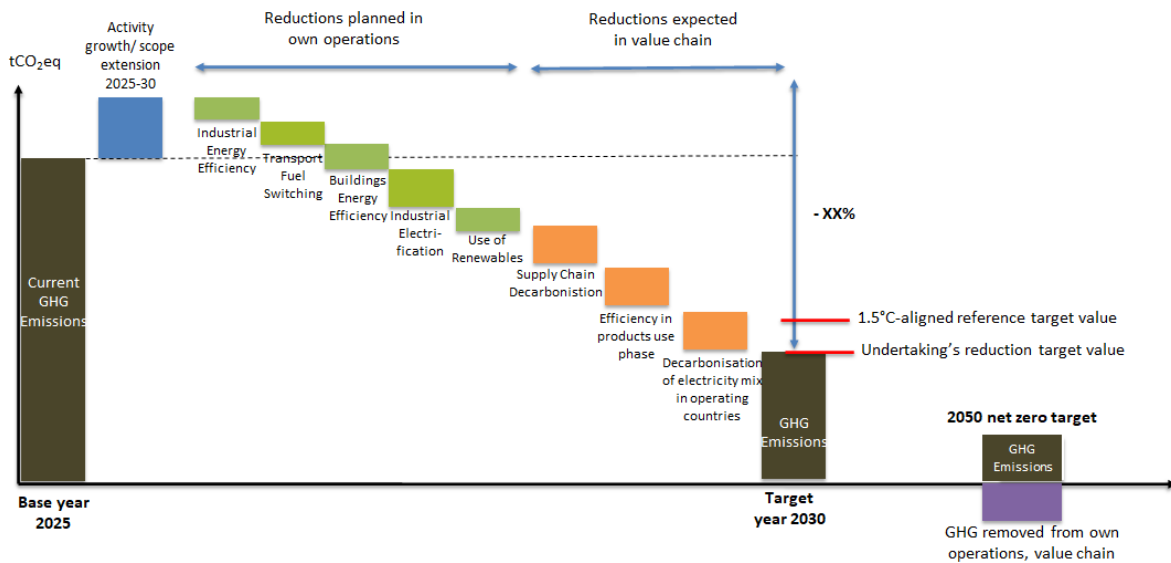 tCO₂eq
Activity
growth/ scope
extension
2025-30
Reductions planned in
own operations
Reductions expected
in value chain
Industrial
Energy
Efficiency
Transport
Fuel
Switching
Buildings
Energy
Efficiency
Industrial
Electri-
fication
Use of
Renewables
Supply Chain
Decarbonistion
Efficiency in
products use
phase
Decarbonisation
of electricity mix
in operating
countries
- XX%
1.5°C-aligned reference target value
Undertaking's reduction target value
Current
GHG
Emissions
GHG
Emissions
2050 net zero target
GHG
Emissions
GHG removed from own
operations, value chain
Base year
2025
Target
year 2030